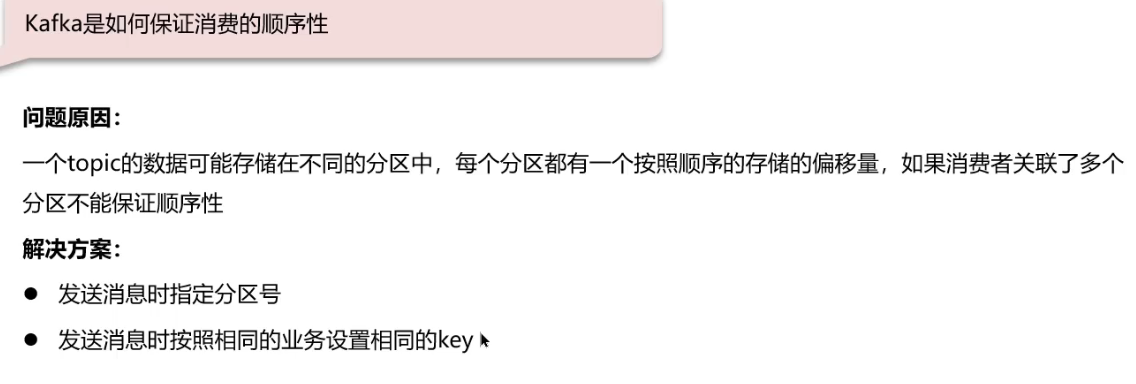 Kafka是如何保证消费的顺序性
问题原因：
一个topic的数据可能存储在不同的分区中，每个分区都有一个按照顺序的存储的偏移量，如果消费者关联了多个
分区不能保证顺序性
解决方案：
● 发送消息时指定分区号
● 发送消息时按照相同的业务设置相同的key